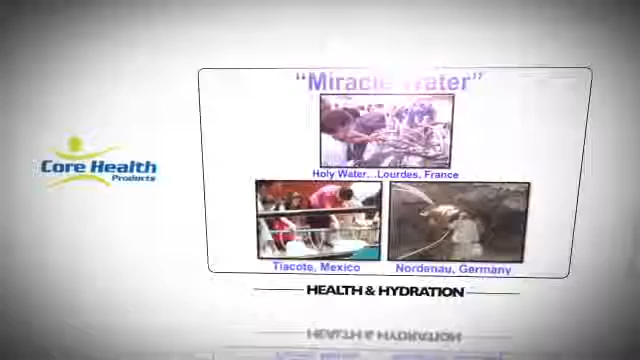 "Miracle Water"
Holy Water...Lourdes, France
Core Health
Products
Tlacote, Mexico
Nordenau, Germany
HEALTH & HYDRATION